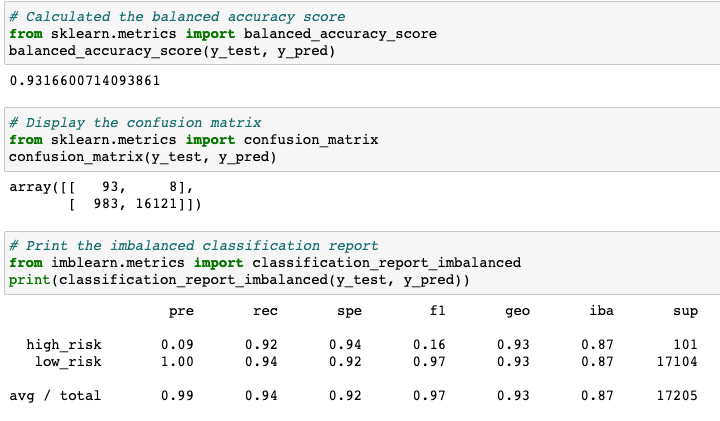 # Calculated the balanced accuracy score
from sklearn.metrics import balanced_accuracy_score
balanced_accuracy_score(y_test, y_pred)
0.9316600714093861
# Display the confusion matrix
from sklearn.metrics import confusion_matrix
confusion_matrix(y_test, y_pred)
array([[   93,     8],
       [  983, 16121]])
# Print the imbalanced classification report
from imblearn.metrics import classification_report_imbalanced
print(classification_report_imbalanced(y_test, y_pred))
                   pre       rec       spe        f1       geo       iba       sup
  high_risk       0.09      0.92      0.94      0.16      0.93      0.87       101
   low_risk       1.00      0.94      0.92      0.97      0.93      0.87     17104
avg / total       0.99      0.94      0.92      0.97      0.93      0.87     17205